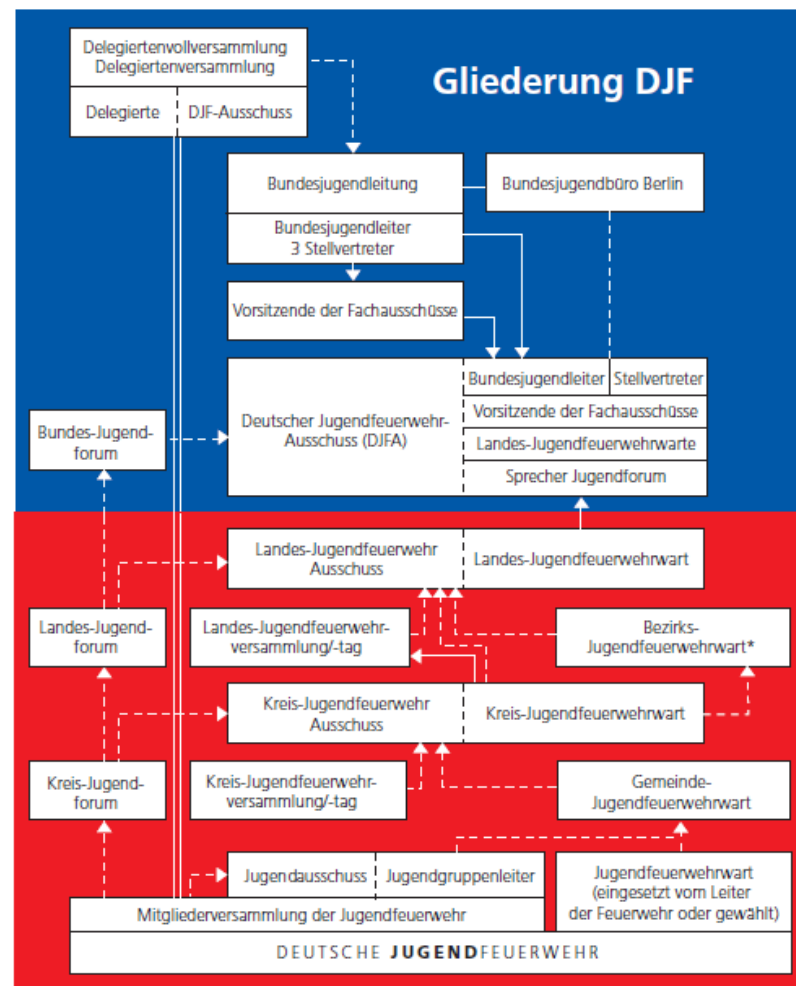 Gliederung DJF
Delegiertenvollversammlung
Delegiertenversammlung
Delegierte
DJF-Ausschuss
Bundesjugendleitung
Bundesjugendbüro Berlin
Bundesjugendleiter
3 Stellvertreter
Vorsitzende der Fachausschüsse
Deutscher Jugendfeuerwehr-
Ausschuss (DJFA)
Bundesjugendleiter
Stellvertreter
Vorsitzende der Fachausschüsse
Landes-Jugendfeuerwehrwarte
Sprecher Jugendforum
Bundes-Jugend-
forum
Landes-Jugendfeuerwehr
Ausschuss
Landes-Jugendfeuerwehrwart
Landes-Jugend-
forum
Landes-Jugendfeuerwehr-
versammlung/-tag
Bezirks-
Jugendfeuerwehrwart*
Kreis-Jugendfeuerwehr
Ausschuss
Kreis-Jugendfeuerwehrwart
Kreis-Jugend-
forum
Kreis-Jugendfeuerwehr-
versammlung/-tag
Gemeinde-
Jugendfeuerwehrwart
Jugendausschuss
Jugendgruppenleiter
Jugendfeuerwehrwart
(eingesetzt vom Leiter
der Feuerwehr oder gewählt)
Mitgliederversammlung der Jugendfeuerwehr
DEUTSCHE JUGENDFEUERWEHR